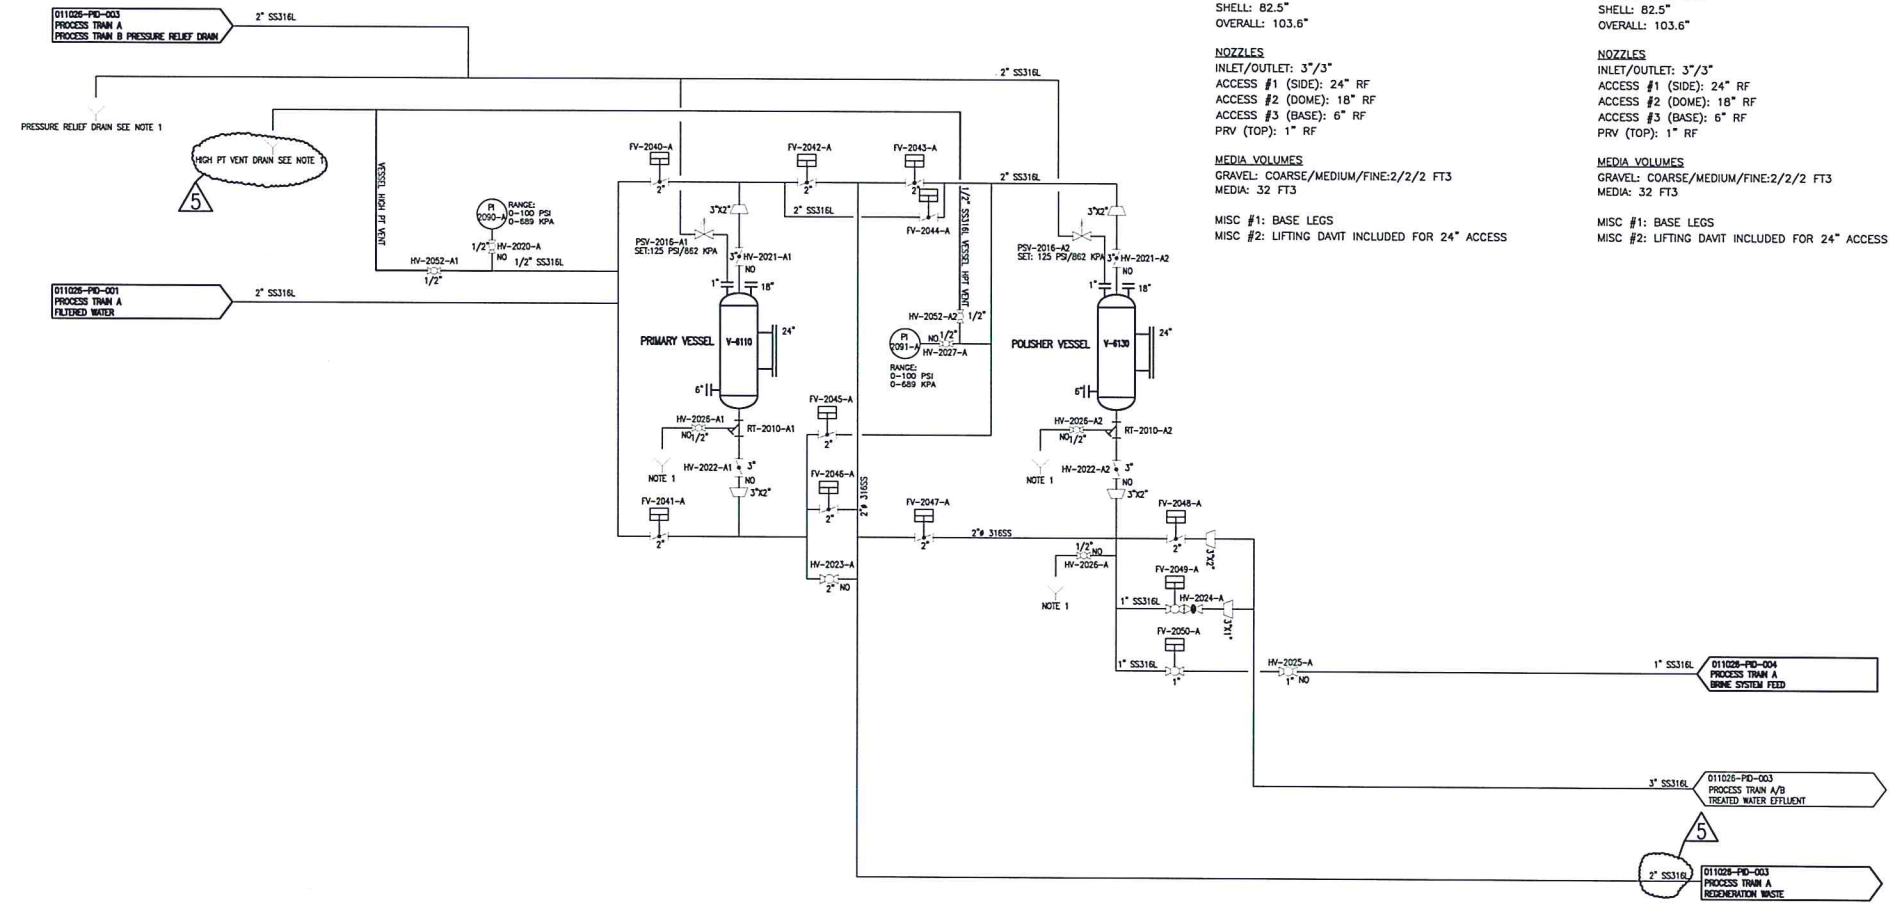 011026-PID-003
PROCESS TRAIN A
PROCESS TRAIN B PRESSURE RELIEF DRAIN
2" SS316L
PRESSURE RELIEF DRAIN SEE NOTE 1
HIGH PT VENT DRAIN SEE NOTE 1
5
VESSEL HIGH PT VENT
PI
2090-A
RANGE:
0-100 PSI
0-689 KPA
1/2"
HV-2020-A
NO
1/2" SS316L
HV-2052-A1
1/2"
011026-PID-001
PROCESS TRAIN A
FILTERED WATER
2" SS316L
2" SS316L
FV-2040-A
2"
FV-2042-A
2"
FV-2043-A
2"
2" SS316L
2" SS316L
FV-2044-A
3"X2"
PSV-2016-A1
SET:125 PSI/862 KPA
3"
HV-2021-A1
NO
1"
18"
PRIMARY VESSEL
V-6110
24"
6"
HV-2026-A1
NO
1/2"
RT-2010-A1
NOTE 1
HV-2022-A1
3"
NO
3"X2"
FV-2041-A
2"
1/2" SS316L VESSEL HPT VENT
HV-2052-A2
1/2"
PI
2091-A
NO
1/2"
HV-2027-A
RANGE:
0-100 PSI
0-689 KPA
FV-2045-A
2"
FV-2046-A
2"
2"ø 316SS
FV-2047-A
2"
2"ø 316SS
HV-2023-A
2" NO
3"X2"
PSV-2016-A2
SET: 125 PSI/862 KPA
3"
HV-2021-A2
NO
1"
18"
POLISHER VESSEL
V-6130
24"
6"
HV-2026-A2
NO
1/2"
RT-2010-A2
NOTE 1
HV-2022-A2
3"
NO
3"X2"
FV-2048-A
2"
3"X2"
1/2"
NO
HV-2026-A
NOTE 1
FV-2049-A
1" SS316L
HV-2024-A
3"X1"
FV-2050-A
1" SS316L
1"
HV-2025-A
1" NO
1" SS316L
011026-PID-004
PROCESS TRAIN A
BRINE SYSTEM FEED
3" SS316L
011026-PID-003
PROCESS TRAIN A/B
TREATED WATER EFFLUENT
5
2" SS316L
011026-PID-003
PROCESS TRAIN A
REGENERATION WASTE
SHELL: 82.5"
OVERALL: 103.6"
NOZZLES
INLET/OUTLET: 3"/3"
ACCESS #1 (SIDE): 24" RF
ACCESS #2 (DOME): 18" RF
ACCESS #3 (BASE): 6" RF
PRV (TOP): 1" RF
MEDIA VOLUMES
GRAVEL: COARSE/MEDIUM/FINE:2/2/2 FT3
MEDIA: 32 FT3
MISC #1: BASE LEGS
MISC #2: LIFTING DAVIT INCLUDED FOR 24" ACCESS
SHELL: 82.5"
OVERALL: 103.6"
NOZZLES
INLET/OUTLET: 3"/3"
ACCESS #1 (SIDE): 24" RF
ACCESS #2 (DOME): 18" RF
ACCESS #3 (BASE): 6" RF
PRV (TOP): 1" RF
MEDIA VOLUMES
GRAVEL: COARSE/MEDIUM/FINE:2/2/2 FT3
MEDIA: 32 FT3
MISC #1: BASE LEGS
MISC #2: LIFTING DAVIT INCLUDED FOR 24" ACCESS